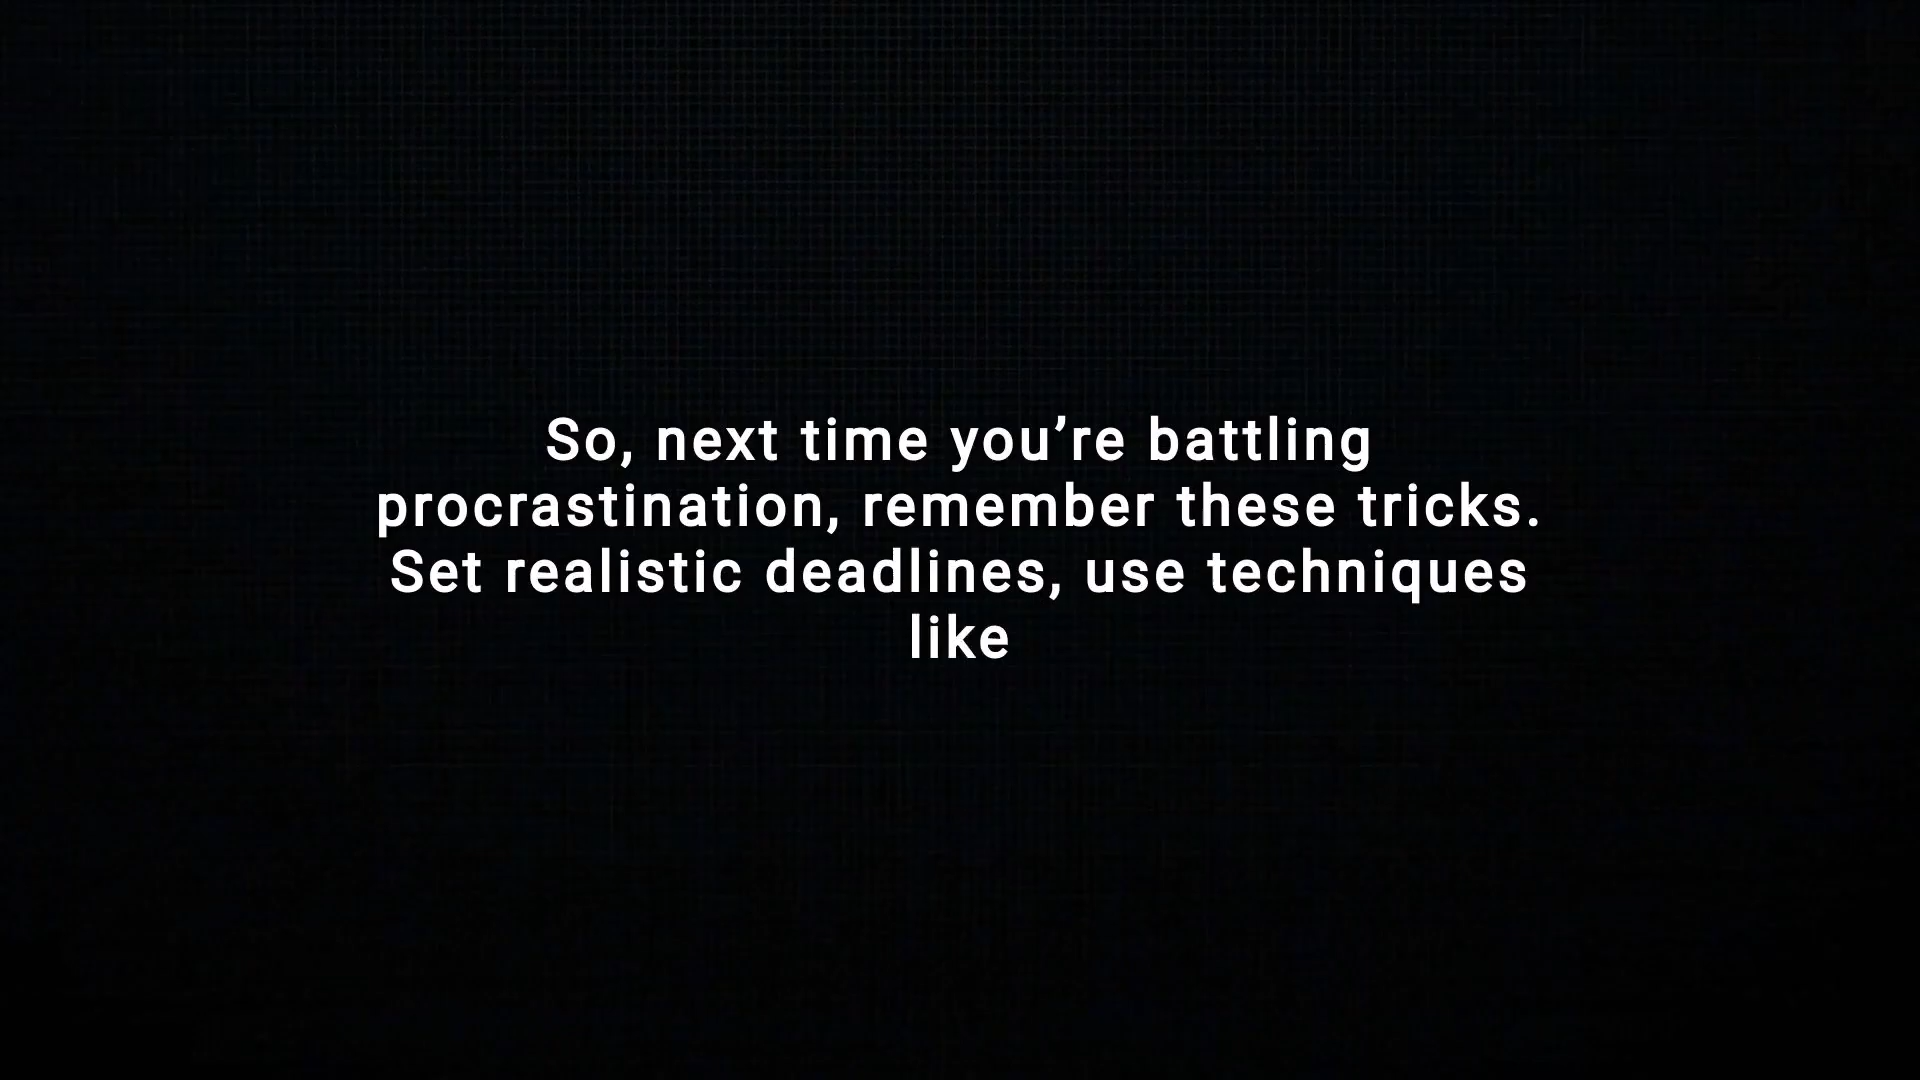 So, next time you’re battling
procrastination, remember these tricks.
Set realistic deadlines, use techniques
like